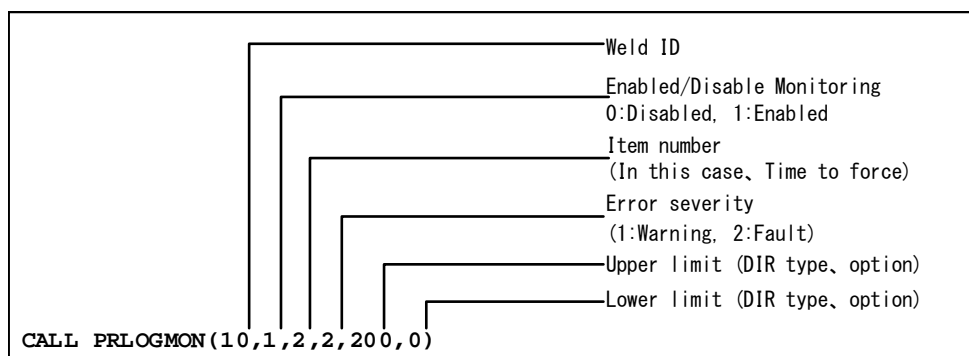 Weld ID
Enabled/Disable Monitoring
0:Disabled, 1:Enabled
Item number
(In this case、Time to force)
Error severity
(1:Warning, 2:Fault)
Upper limit (DIR type、option)
Lower limit (DIR type、option)
CALL PRLOGMON(10,1,2,2,200,0)